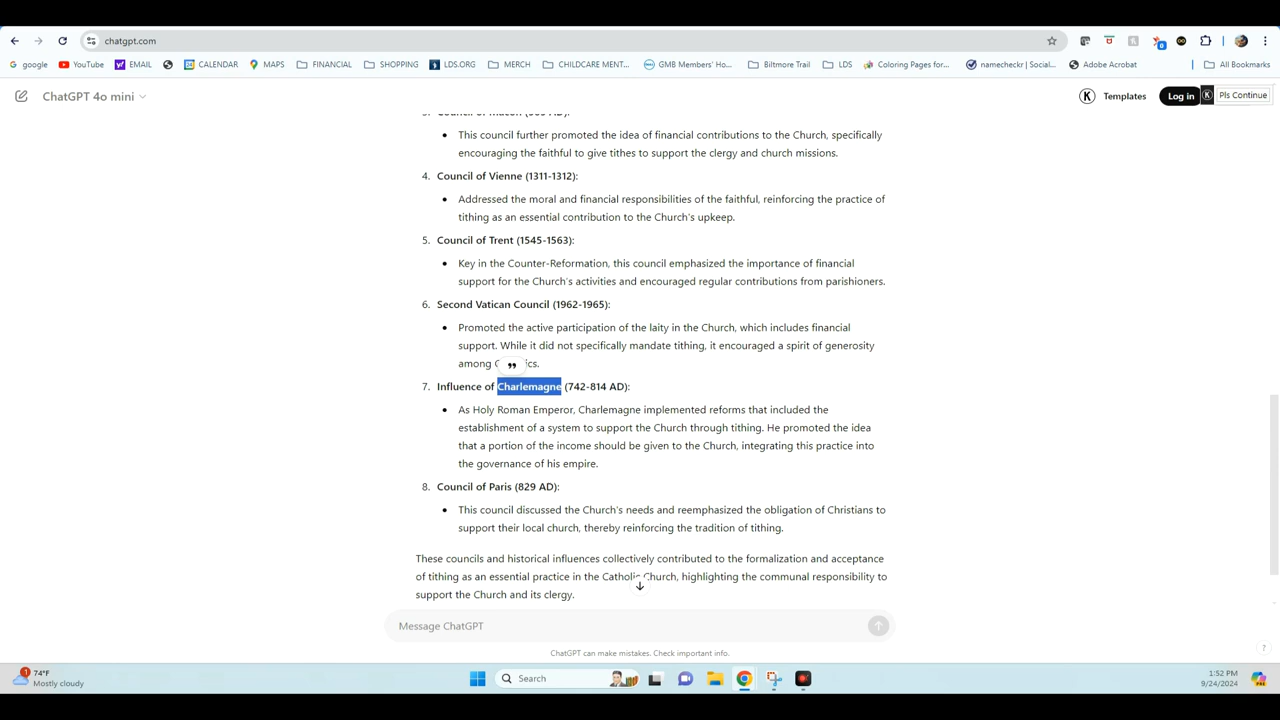 chatgpt.com
google
YouTube
EMAIL
CALENDAR
MAPS
FINANCIAL
SHOPPING
LDS.ORG
MERCH
CHILDCARE MENT...
GMB Members' Ho...
Biltmore Trail
LDS
Coloring Pages for...
namecheckr | Social...
Adobe Acrobat
All Bookmarks
ChatGPT 4o mini
K
Templates
Log in
K
Pls Continue
• This council further promoted the idea of financial contributions to the Church, specifically
encouraging the faithful to give tithes to support the clergy and church missions.
4. Council of Vienne (1311-1312):
• Addressed the moral and financial responsibilities of the faithful, reinforcing the practice of
tithing as an essential contribution to the Church's upkeep.
5. Council of Trent (1545-1563):
• Key in the Counter-Reformation, this council emphasized the importance of financial
support for the Church's activities and encouraged regular contributions from parishioners.
6. Second Vatican Council (1962-1965):
• Promoted the active participation of the laity in the Church, which includes financial
support. While it did not specifically mandate tithing, it encouraged a spirit of generosity
among
7. Influence of Charlemagne (742-814 AD):
• As Holy Roman Emperor, Charlemagne implemented reforms that included the
establishment of a system to support the Church through tithing. He promoted the idea
that a portion of the income should be given to the Church, integrating this practice into
the governance of his empire.
8. Council of Paris (829 AD):
• This council discussed the Church's needs and reemphasized the obligation of Christians to
support their local church, thereby reinforcing the tradition of tithing.
These councils and historical influences collectively contributed to the formalization and acceptance
of tithing as an essential practice in the Catholic Church, highlighting the communal responsibility to
support the Church and its clergy.
Message ChatGPT
ChatGPT can make mistakes. Check important info.
?
74°F
Mostly cloudy
Search
1:52 PM
9/24/2024